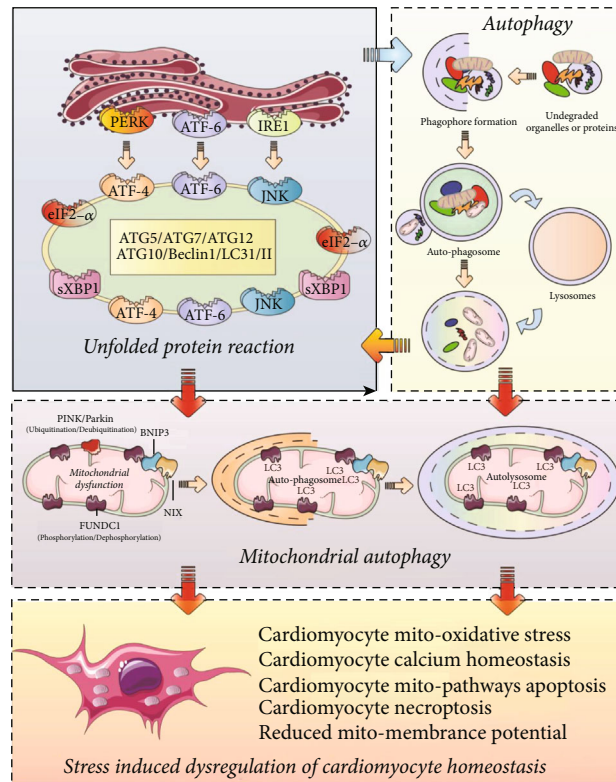 Autophagy
PERK
ATF-6
IRE1
Phagophore formation
Undegraded
organelles or proteins
ATF-4
ATF-6
JNK
eIF2–α
eIF2–α
ATG5/ATG7/ATG12
ATG10/Beclin1/LC31/II
sXBP1
sXBP1
ATF-4
ATF-6
JNK
Auto-phagosome
Lysosomes
Unfolded protein reaction
PINK/Parkin
(Ubiquitination/Deubiquitination)
BNIP3
Mitochondrial
dysfunction
NIX
FUNDC1
(Phosphorylation/Dephosphorylation)
LC3
LC3
Auto-phagosome
LC3
LC3
LC3
LC3
Autolysosome
LC3
LC3
Mitochondrial autophagy
Cardiomyocyte mito-oxidative stress
Cardiomyocyte calcium homeostasis
Cardiomyocyte mito-pathways apoptosis
Cardiomyocyte necroptosis
Reduced mito-membrance potential
Stress induced dysregulation of cardiomyocyte homeostasis